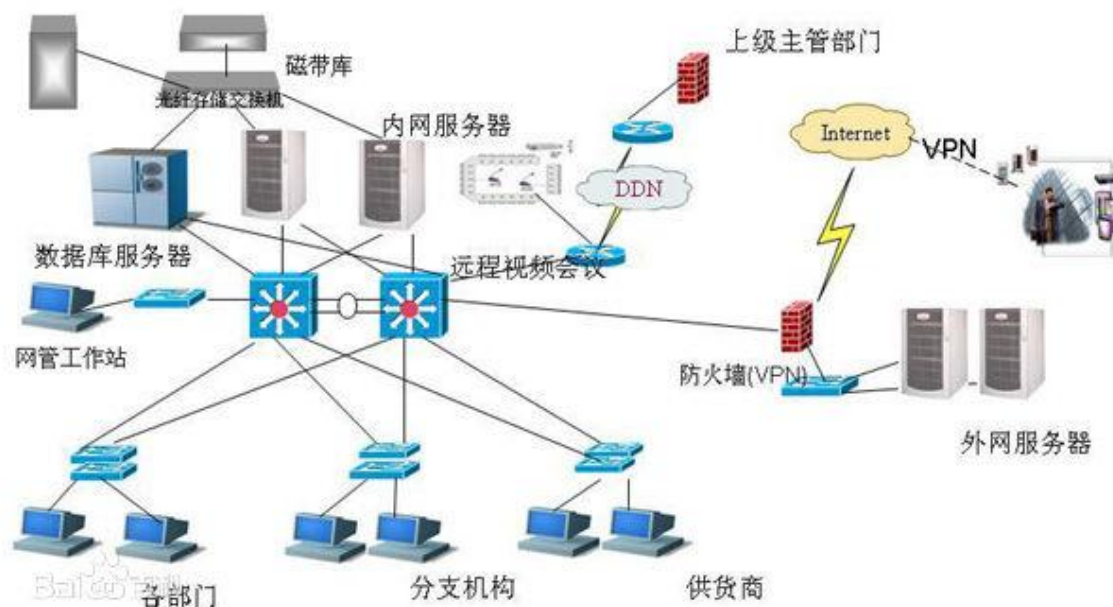 上级主管部门
磁带库
光纤存储交换机
内网服务器
Internet
VPN
DDN
数据库服务器
远程视频会议
网管工作站
防火墙(VPN)
外网服务器
Bai 百科
各部门
分支机构
供货商